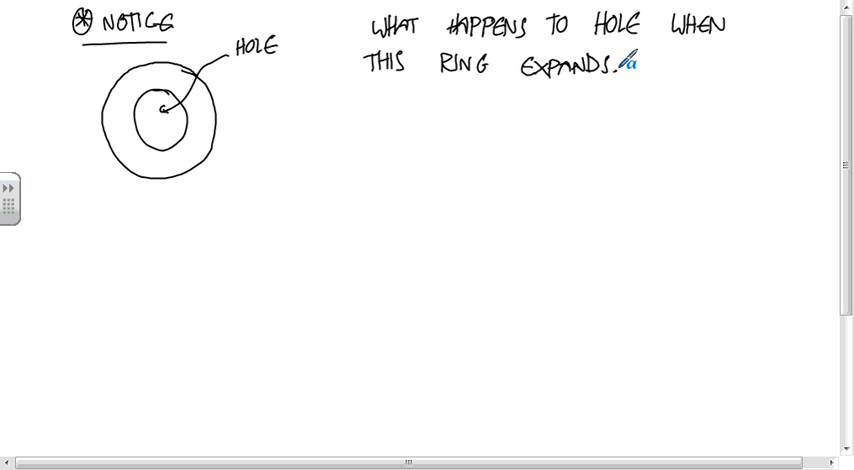 ⊛ NOTICE
HOLE
WHAT HAPPENS TO HOLE WHEN
THIS RING EXPANDS.